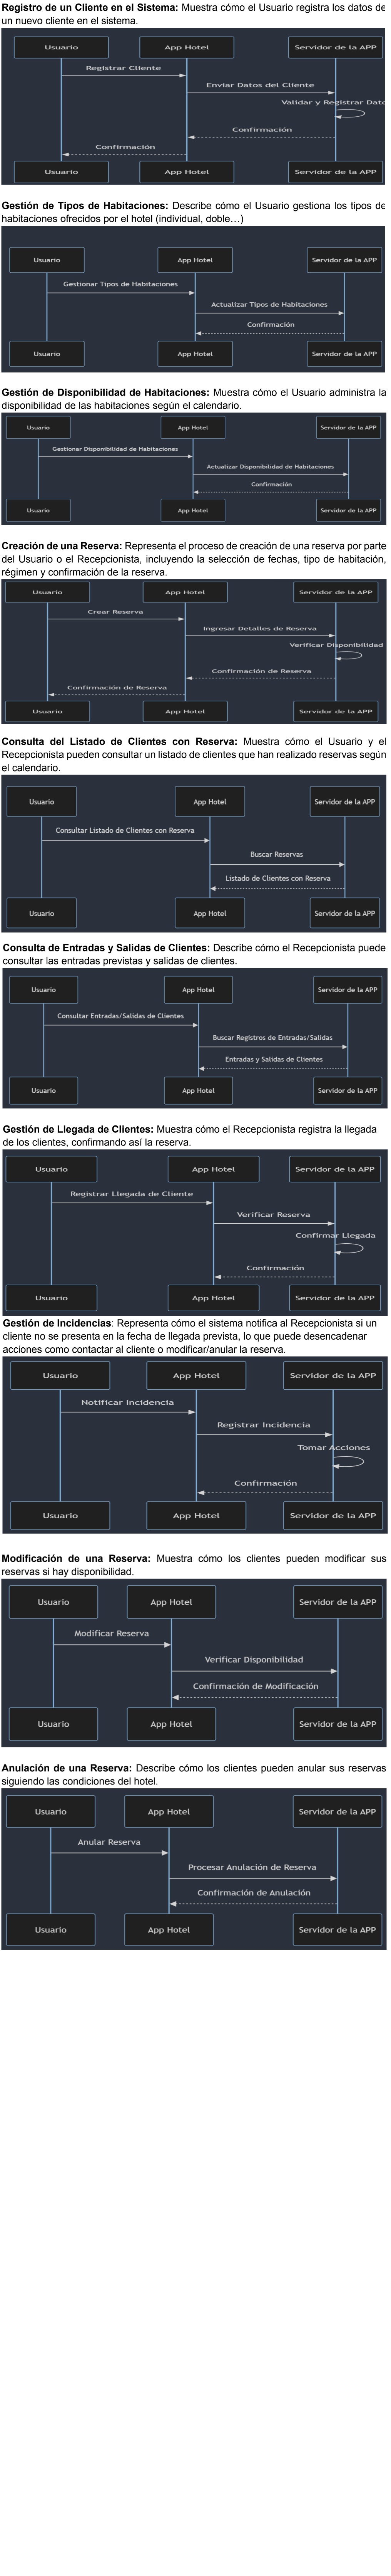 Registro de un Cliente en el Sistema: Muestra cómo el Usuario registra los datos de
un nuevo cliente en el sistema.
Usuario App Hotel Servidor de la APP
Registrar Cliente
Enviar Datos del Cliente
Validar y Registrar Dato
Confirmación
Confirmación
Usuario App Hotel Servidor de la APP
Gestión de Tipos de Habitaciones: Describe cómo el Usuario gestiona los tipos de
habitaciones ofrecidos por el hotel (individual, doble…)
Usuario App Hotel Servidor de la APP
Gestionar Tipos de Habitaciones
Actualizar Tipos de Habitaciones
Confirmación
Usuario App Hotel Servidor de la APP
Gestión de Disponibilidad de Habitaciones: Muestra cómo el Usuario administra la
disponibilidad de las habitaciones según el calendario.
Usuario App Hotel Servidor de la APP
Gestionar Disponibilidad de Habitaciones
Actualizar Disponibilidad de Habitaciones
Confirmación
Usuario App Hotel Servidor de la APP
Creación de una Reserva: Representa el proceso de creación de una reserva por parte
del Usuario o el Recepcionista, incluyendo la selección de fechas, tipo de habitación,
régimen y confirmación de la reserva.
Usuario App Hotel Servidor de la APP
Crear Reserva
Ingresar Detalles de Reserva
Verificar Disponibilidad
Confirmación de Reserva
Confirmación de Reserva
Usuario App Hotel Servidor de la APP
Consulta del Listado de Clientes con Reserva: Muestra cómo el Usuario y el
Recepcionista pueden consultar un listado de clientes que han realizado reservas según
el calendario.
Usuario App Hotel Servidor de la APP
Consultar Listado de Clientes con Reserva
Buscar Reservas
Listado de Clientes con Reserva
Usuario App Hotel Servidor de la APP
Consulta de Entradas y Salidas de Clientes: Describe cómo el Recepcionista puede
consultar las entradas previstas y salidas de clientes.
Usuario App Hotel Servidor de la APP
Consultar Entradas/Salidas de Clientes
Buscar Registros de Entradas/Salidas
Entradas y Salidas de Clientes
Usuario App Hotel Servidor de la APP
Gestión de Llegada de Clientes: Muestra cómo el Recepcionista registra la llegada
de los clientes, confirmando así la reserva.
Usuario App Hotel Servidor de la APP
Registrar Llegada de Cliente
Verificar Reserva
Confirmar Llegada
Confirmación
Usuario App Hotel Servidor de la APP
Gestión de Incidencias: Representa cómo el sistema notifica al Recepcionista si un
cliente no se presenta en la fecha de llegada prevista, lo que puede desencadenar
acciones como contactar al cliente o modificar/anular la reserva.
Usuario App Hotel Servidor de la APP
Notificar Incidencia
Registrar Incidencia
Tomar Acciones
Confirmación
Usuario App Hotel Servidor de la APP
Modificación de una Reserva: Muestra cómo los clientes pueden modificar sus
reservas si hay disponibilidad.
Usuario App Hotel Servidor de la APP
Modificar Reserva
Verificar Disponibilidad
Confirmación de Modificación
Usuario App Hotel Servidor de la APP
Anulación de una Reserva: Describe cómo los clientes pueden anular sus reservas
siguiendo las condiciones del hotel.
Usuario App Hotel Servidor de la APP
Anular Reserva
Procesar Anulación de Reserva
Confirmación de Anulación
Usuario App Hotel Servidor de la APP